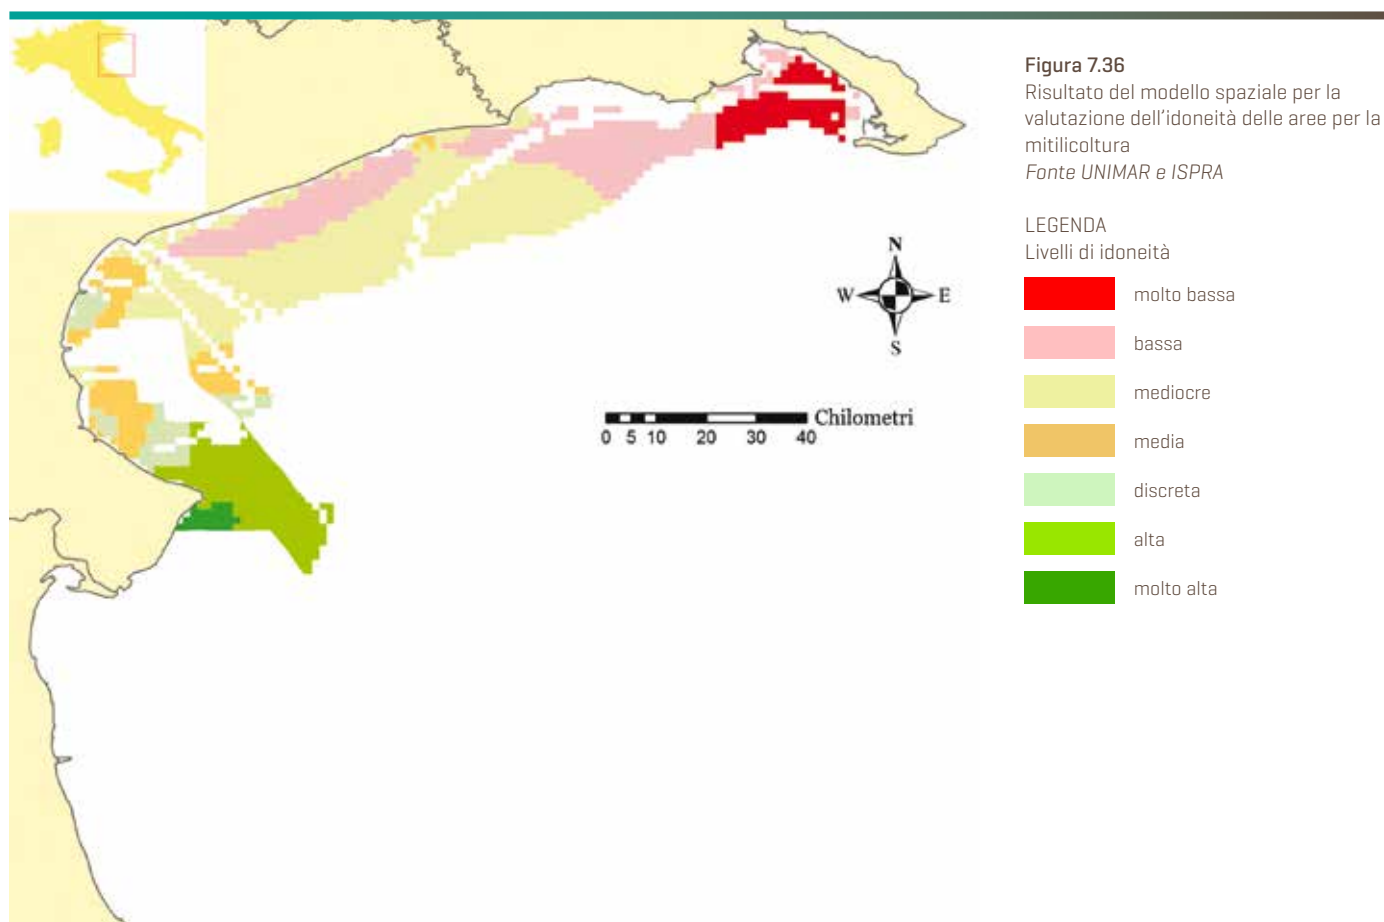 Figura 7.36
Risultato del modello spaziale per la
valutazione dell'idoneità delle aree per la
mitilicoltura
Fonte UNIMAR e ISPRA
LEGENDA
Livelli di idoneità
molto bassa
bassa
mediocre
media
discreta
alta
molto alta
N
W E
S
Chilometri
0 5 10 20 30 40